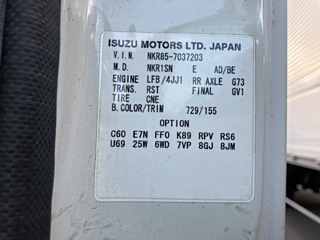 ISUZU MOTORS LTD. JAPAN
V.I.N. NKR85-7037203
M.D. NKR1SN E AD/BE
ENGINE LFB/4JJ1 RR AXLE G73
TRANS. RST FINAL GV1
TIRE CNE
B.COLOR/TRIM 729/155
OPTION
C60 E7N FF0 K89 RPV RS6
U69 25W 6WD 7VP 8GJ 8JM